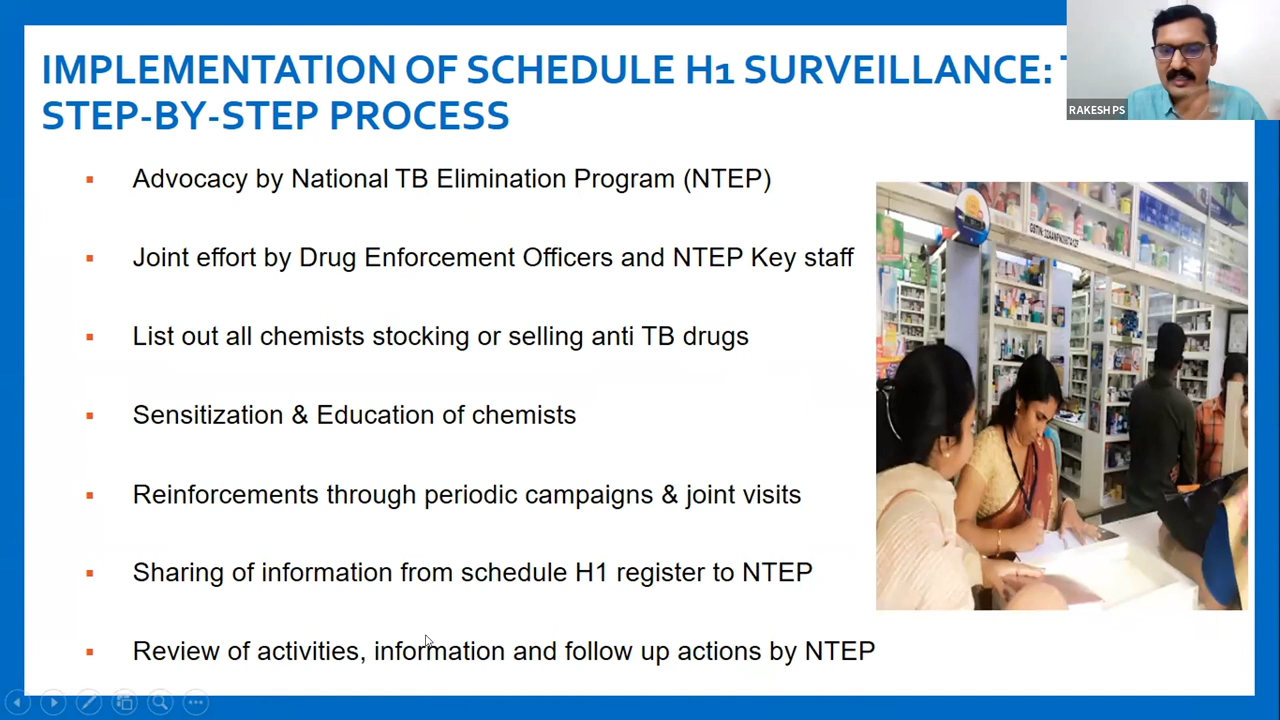 IMPLEMENTATION OF SCHEDULE H1 SURVEILLANCE:
STEP-BY-STEP PROCESS
RAKESH PS
Advocacy by National TB Elimination Program (NTEP)
Joint effort by Drug Enforcement Officers and NTEP Key staff
List out all chemists stocking or selling anti TB drugs
Sensitization & Education of chemists
Reinforcements through periodic campaigns & joint visits
Sharing of information from schedule H1 register to NTEP
Review of activities, information and follow up actions by NTEP